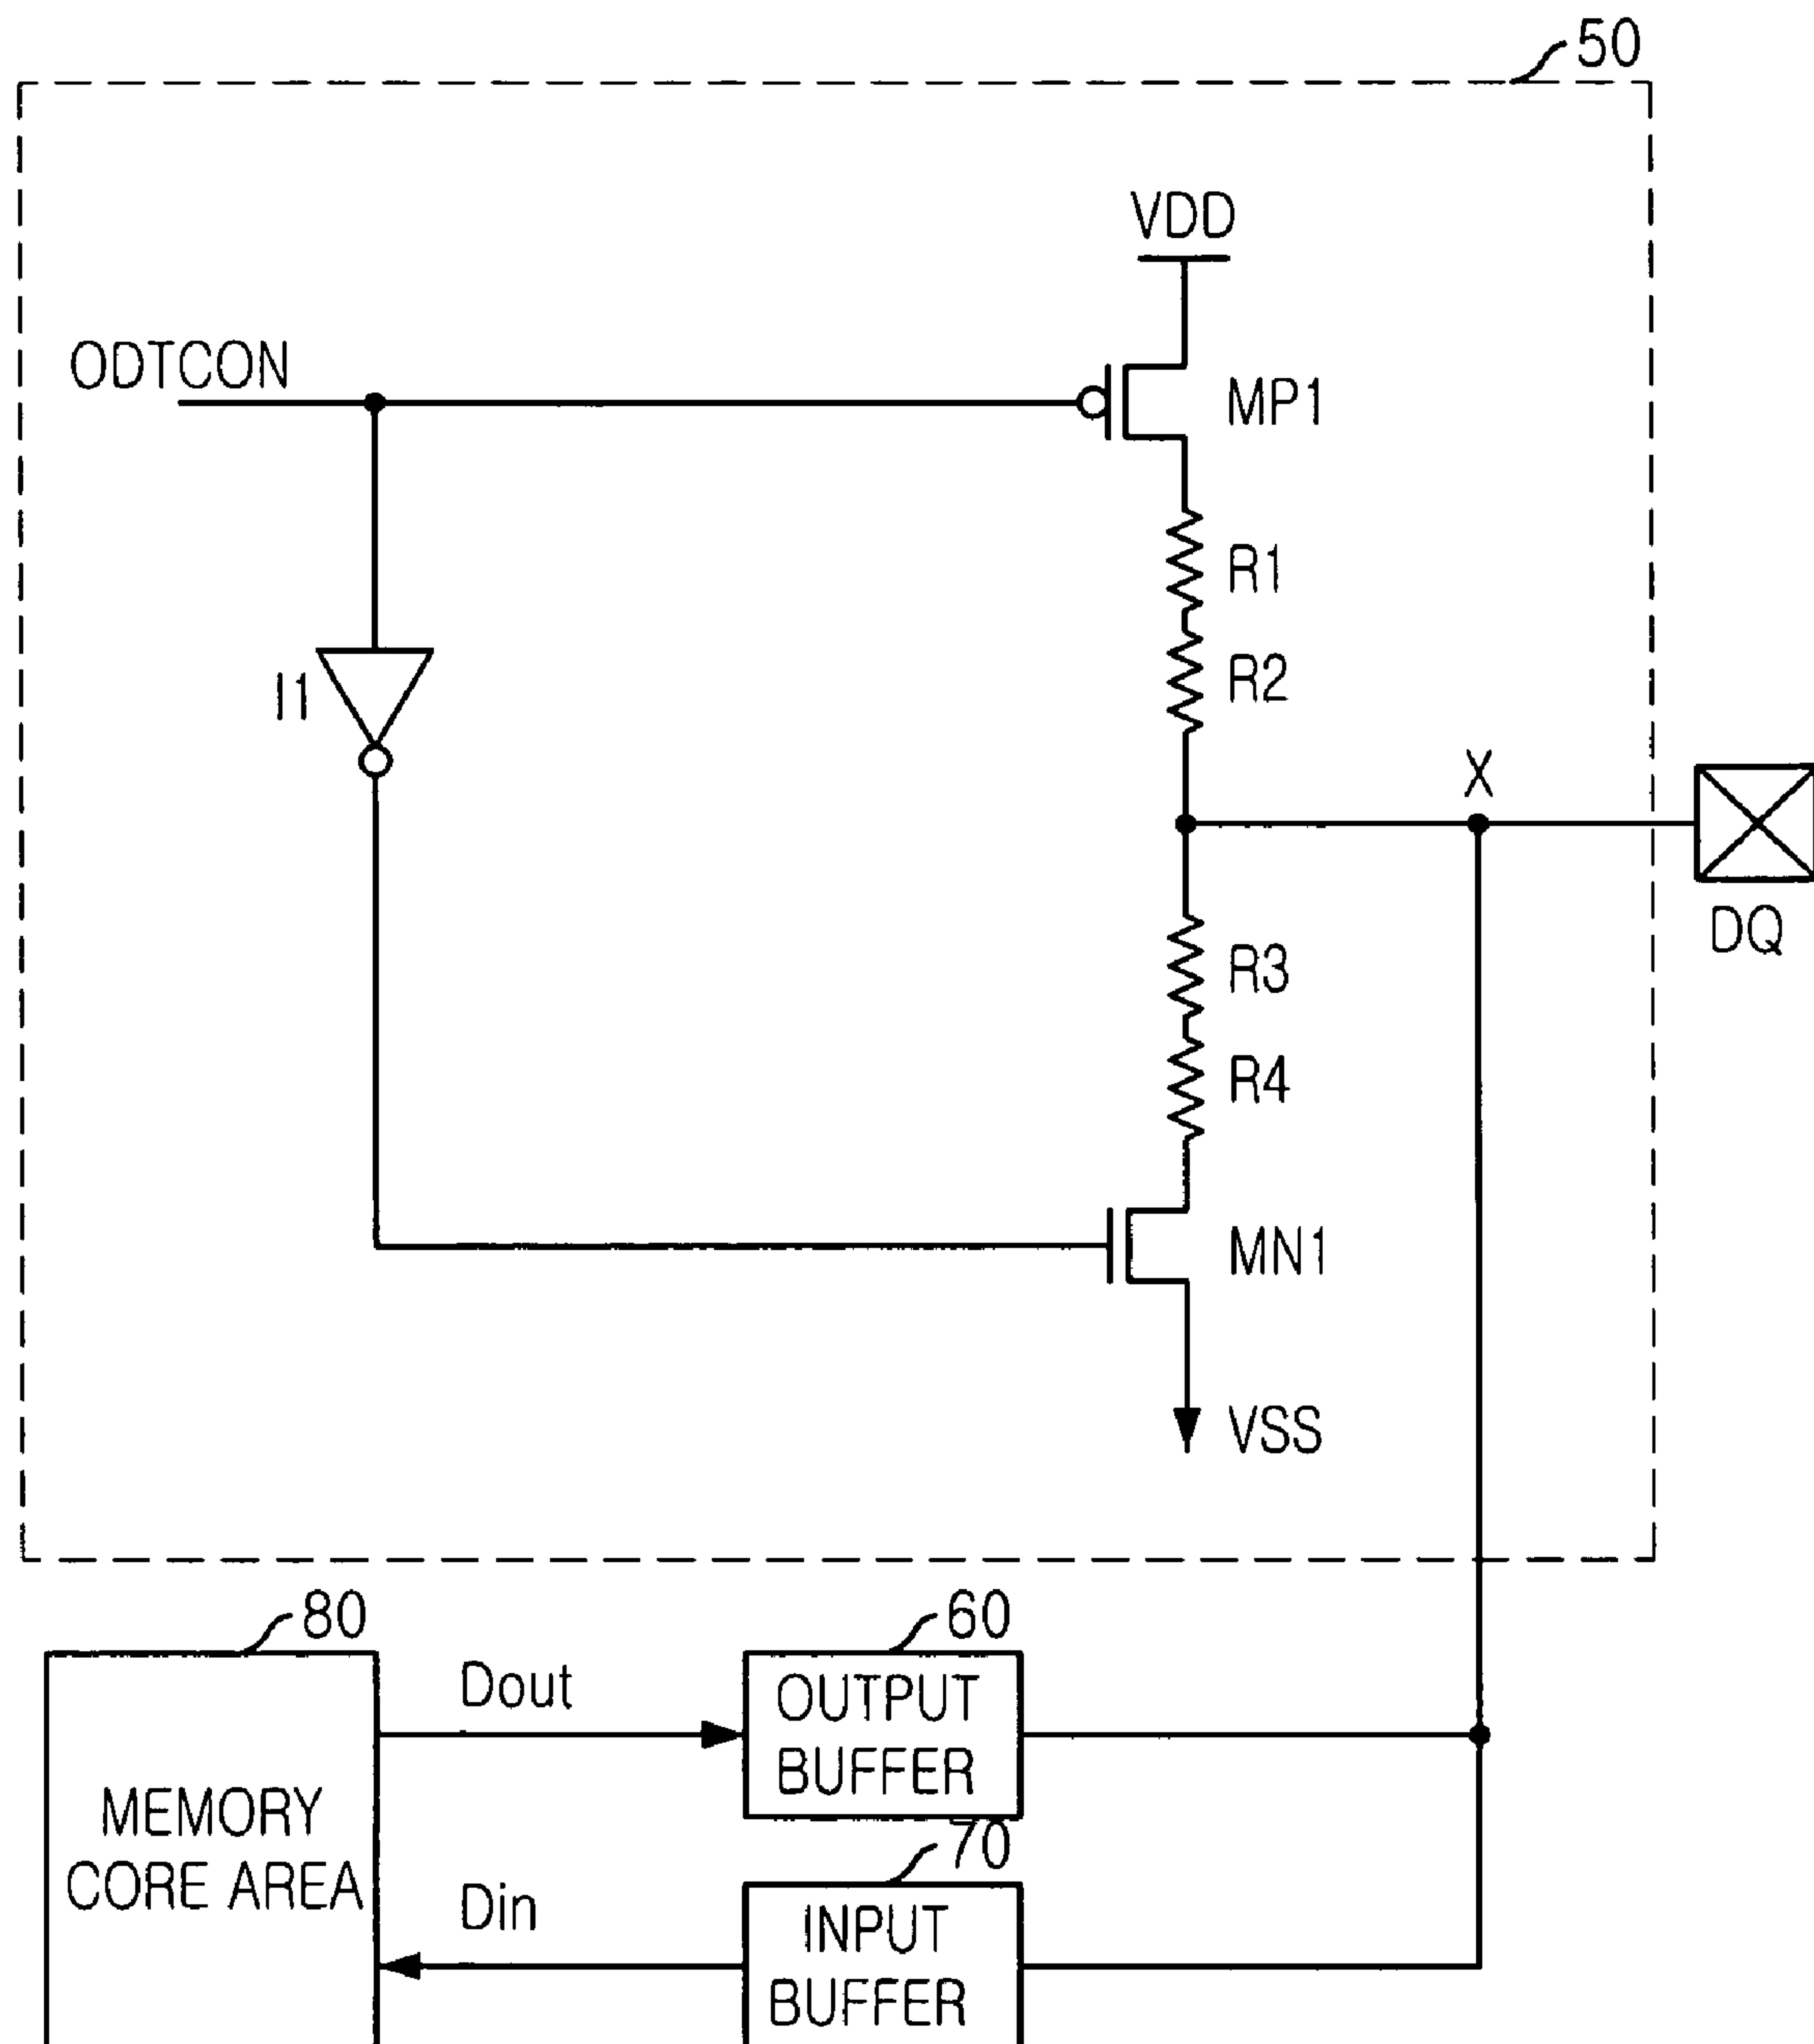 50
VDD
ODTCON
MP1
R1
I1
R2
X
DQ
R3
R4
MN1
VSS
80
60
Dout
OUTPUT
BUFFER
MEMORY
CORE AREA
70
Din
INPUT
BUFFER